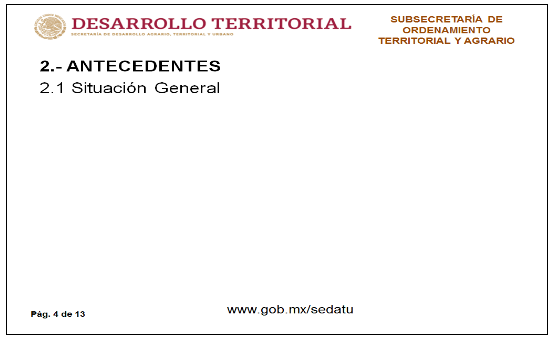 DESARROLLO TERRITORIAL
SECRETARÍA DE DESARROLLO AGRARIO, TERRITORIAL Y URBANO
SUBSECRETARÍA DE
ORDENAMIENTO
TERRITORIAL Y AGRARIO
2.- ANTECEDENTES
2.1 Situación General
Pág. 4 de 13
www.gob.mx/sedatu